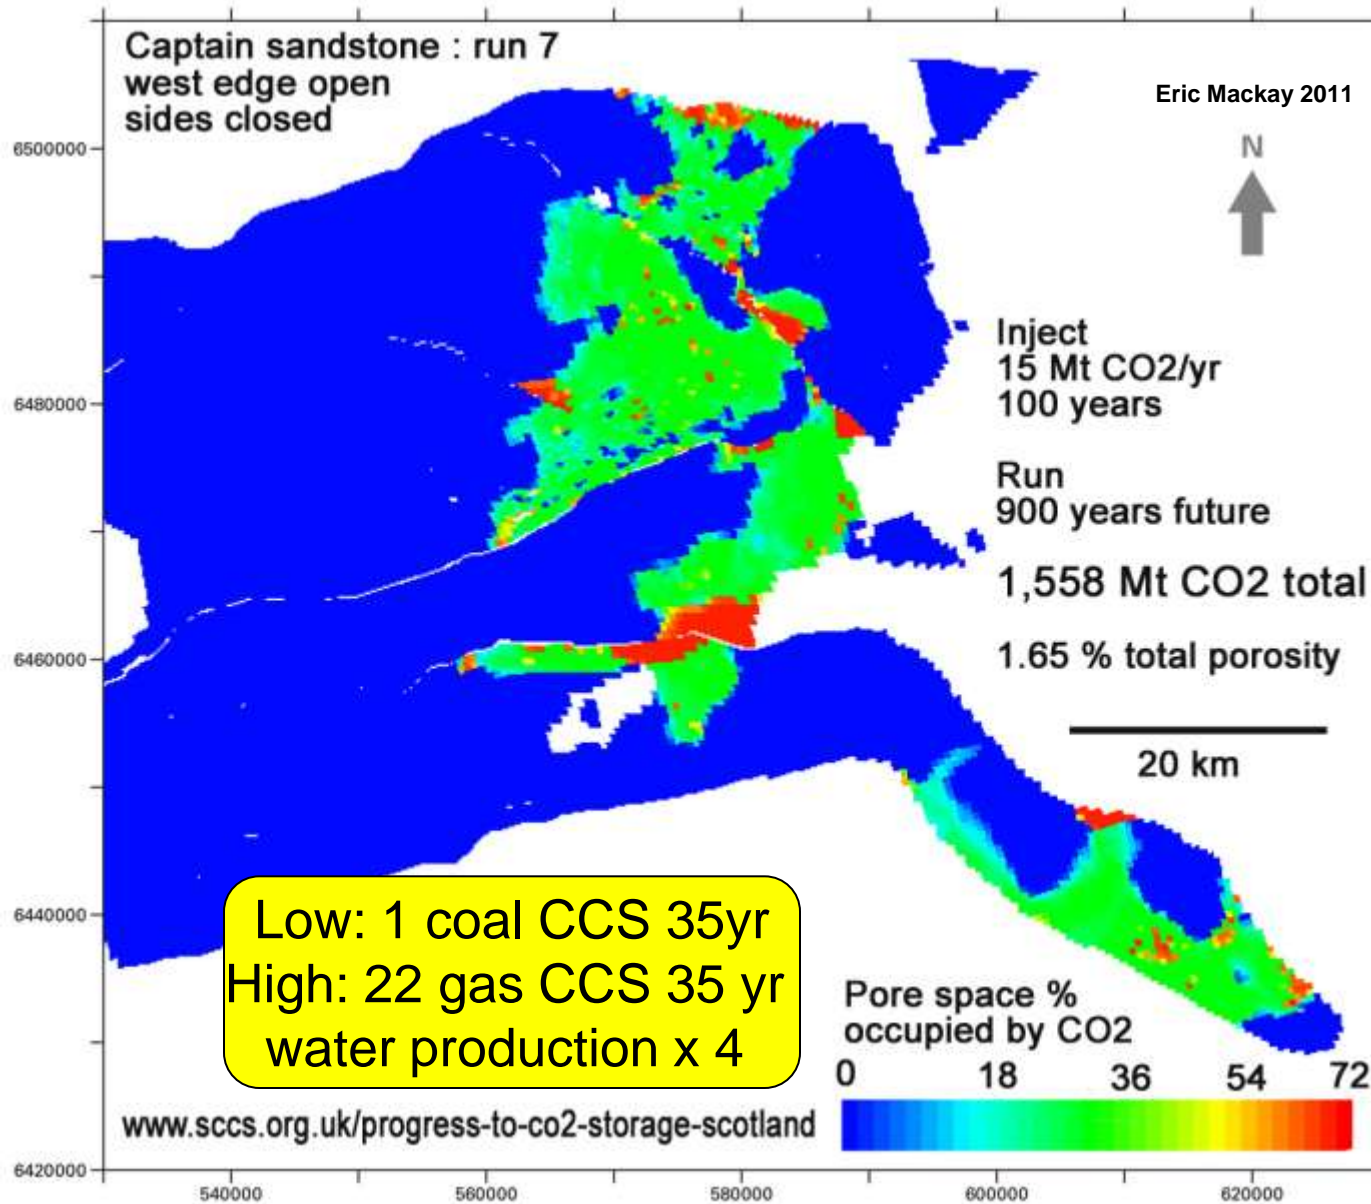 Captain sandstone : run 7
west edge open
sides closed
Eric Mackay 2011
N
6500000
6480000
6460000
6440000
6420000
Inject
15 Mt CO2/yr
100 years
Run
900 years future
1,558 Mt CO2 total
1.65 % total porosity
20 km
Low: 1 coal CCS 35yr
High: 22 gas CCS 35 yr
water production x 4
Pore space %
occupied by CO2
0 18 36 54 72
www.sccs.org.uk/progress-to-co2-storage-scotland
540000 560000 580000 600000 620000